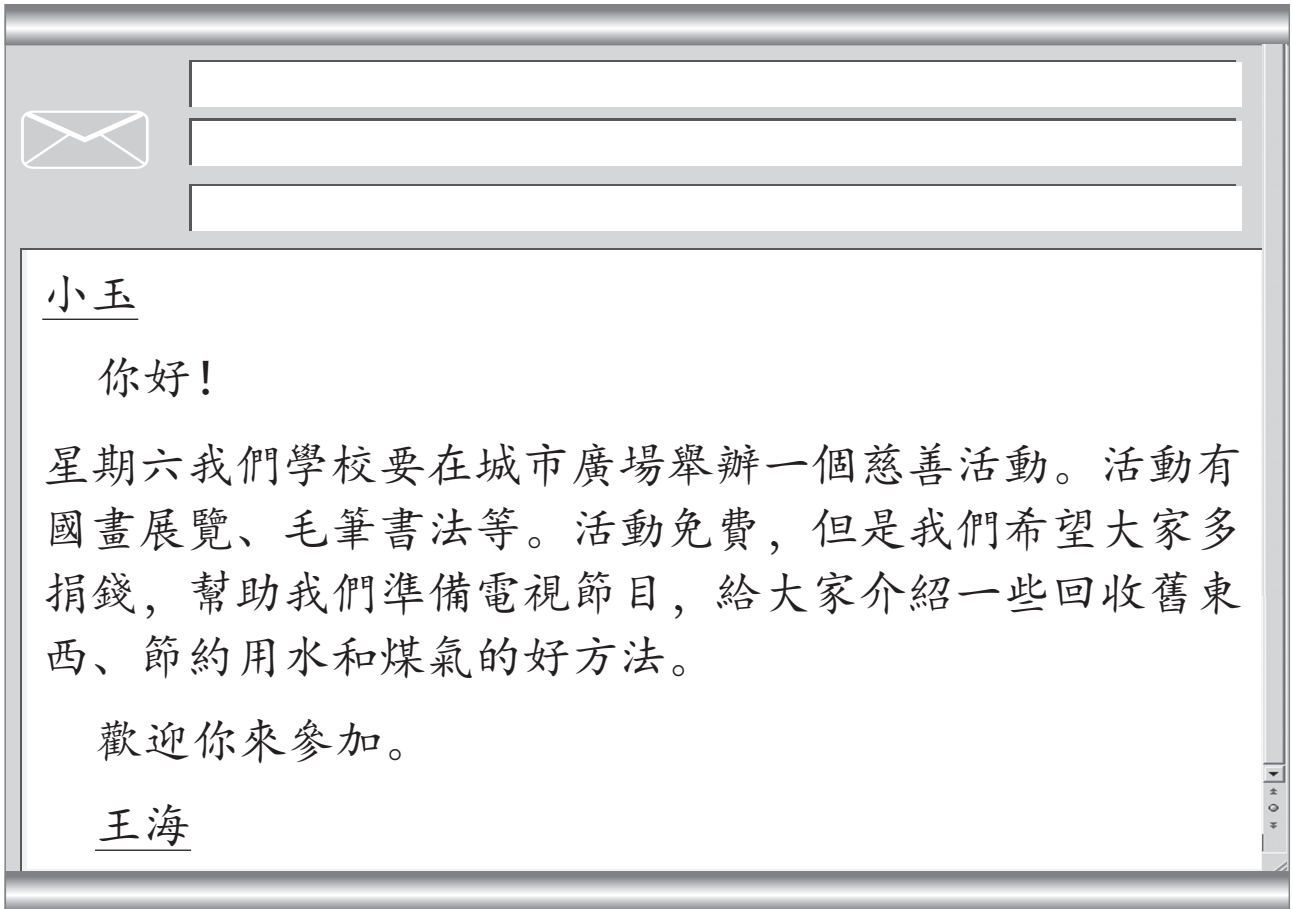 小玉
你好！
星期六我們學校要在城市廣場舉辦一個慈善活動。活動有
國畫展覽、毛筆書法等。活動免費，但是我們希望大家多
捐錢，幫助我們準備電視節目，給大家介紹一些回收舊東
西、節約用水和煤氣的好方法。
歡迎你來參加。
王海